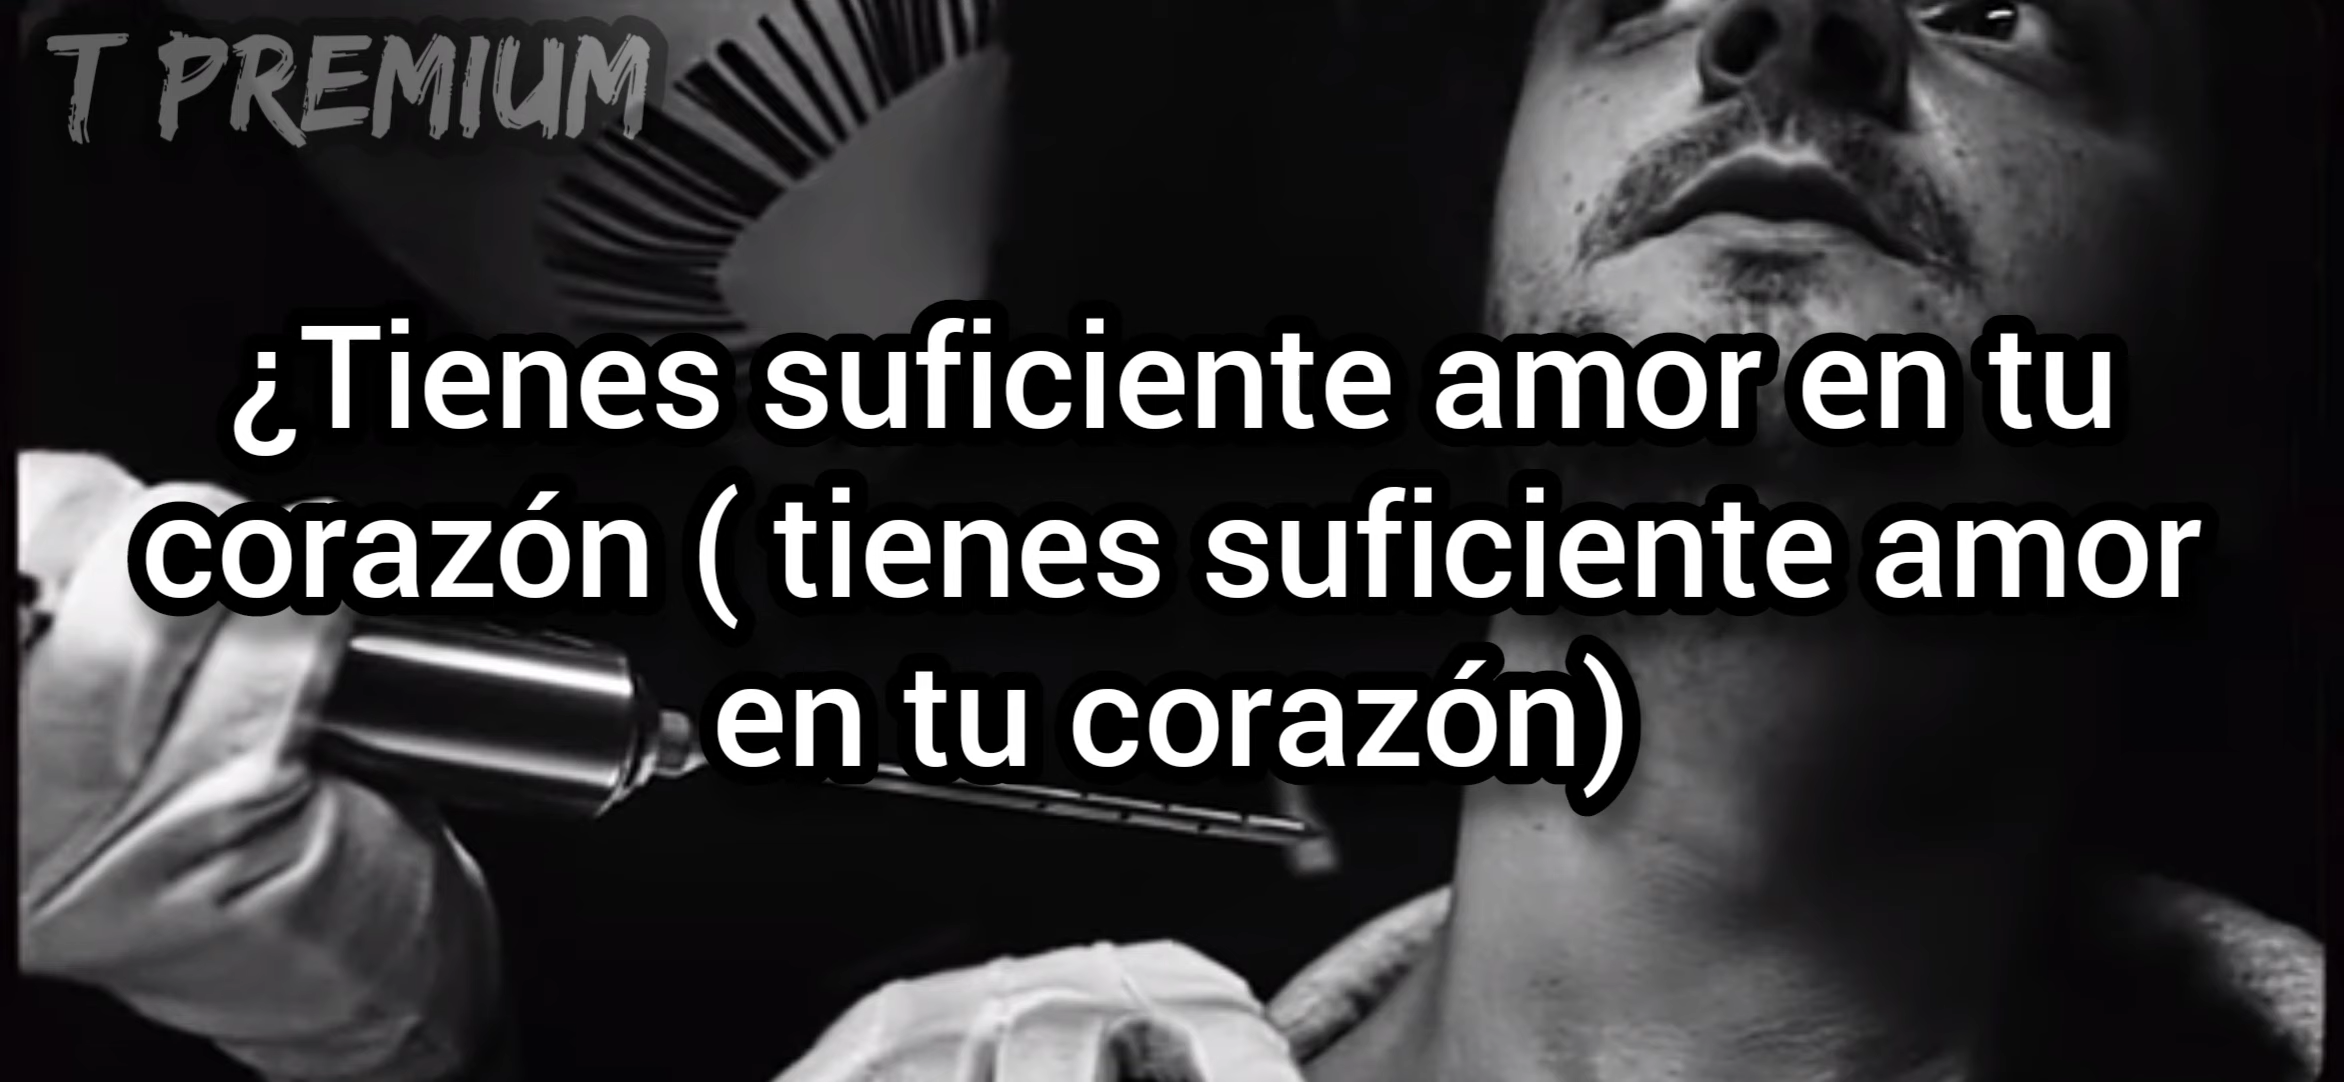 T PREMIUM
¿Tienes suficiente amor en tu
corazón ( tienes suficiente amor
en tu corazón)